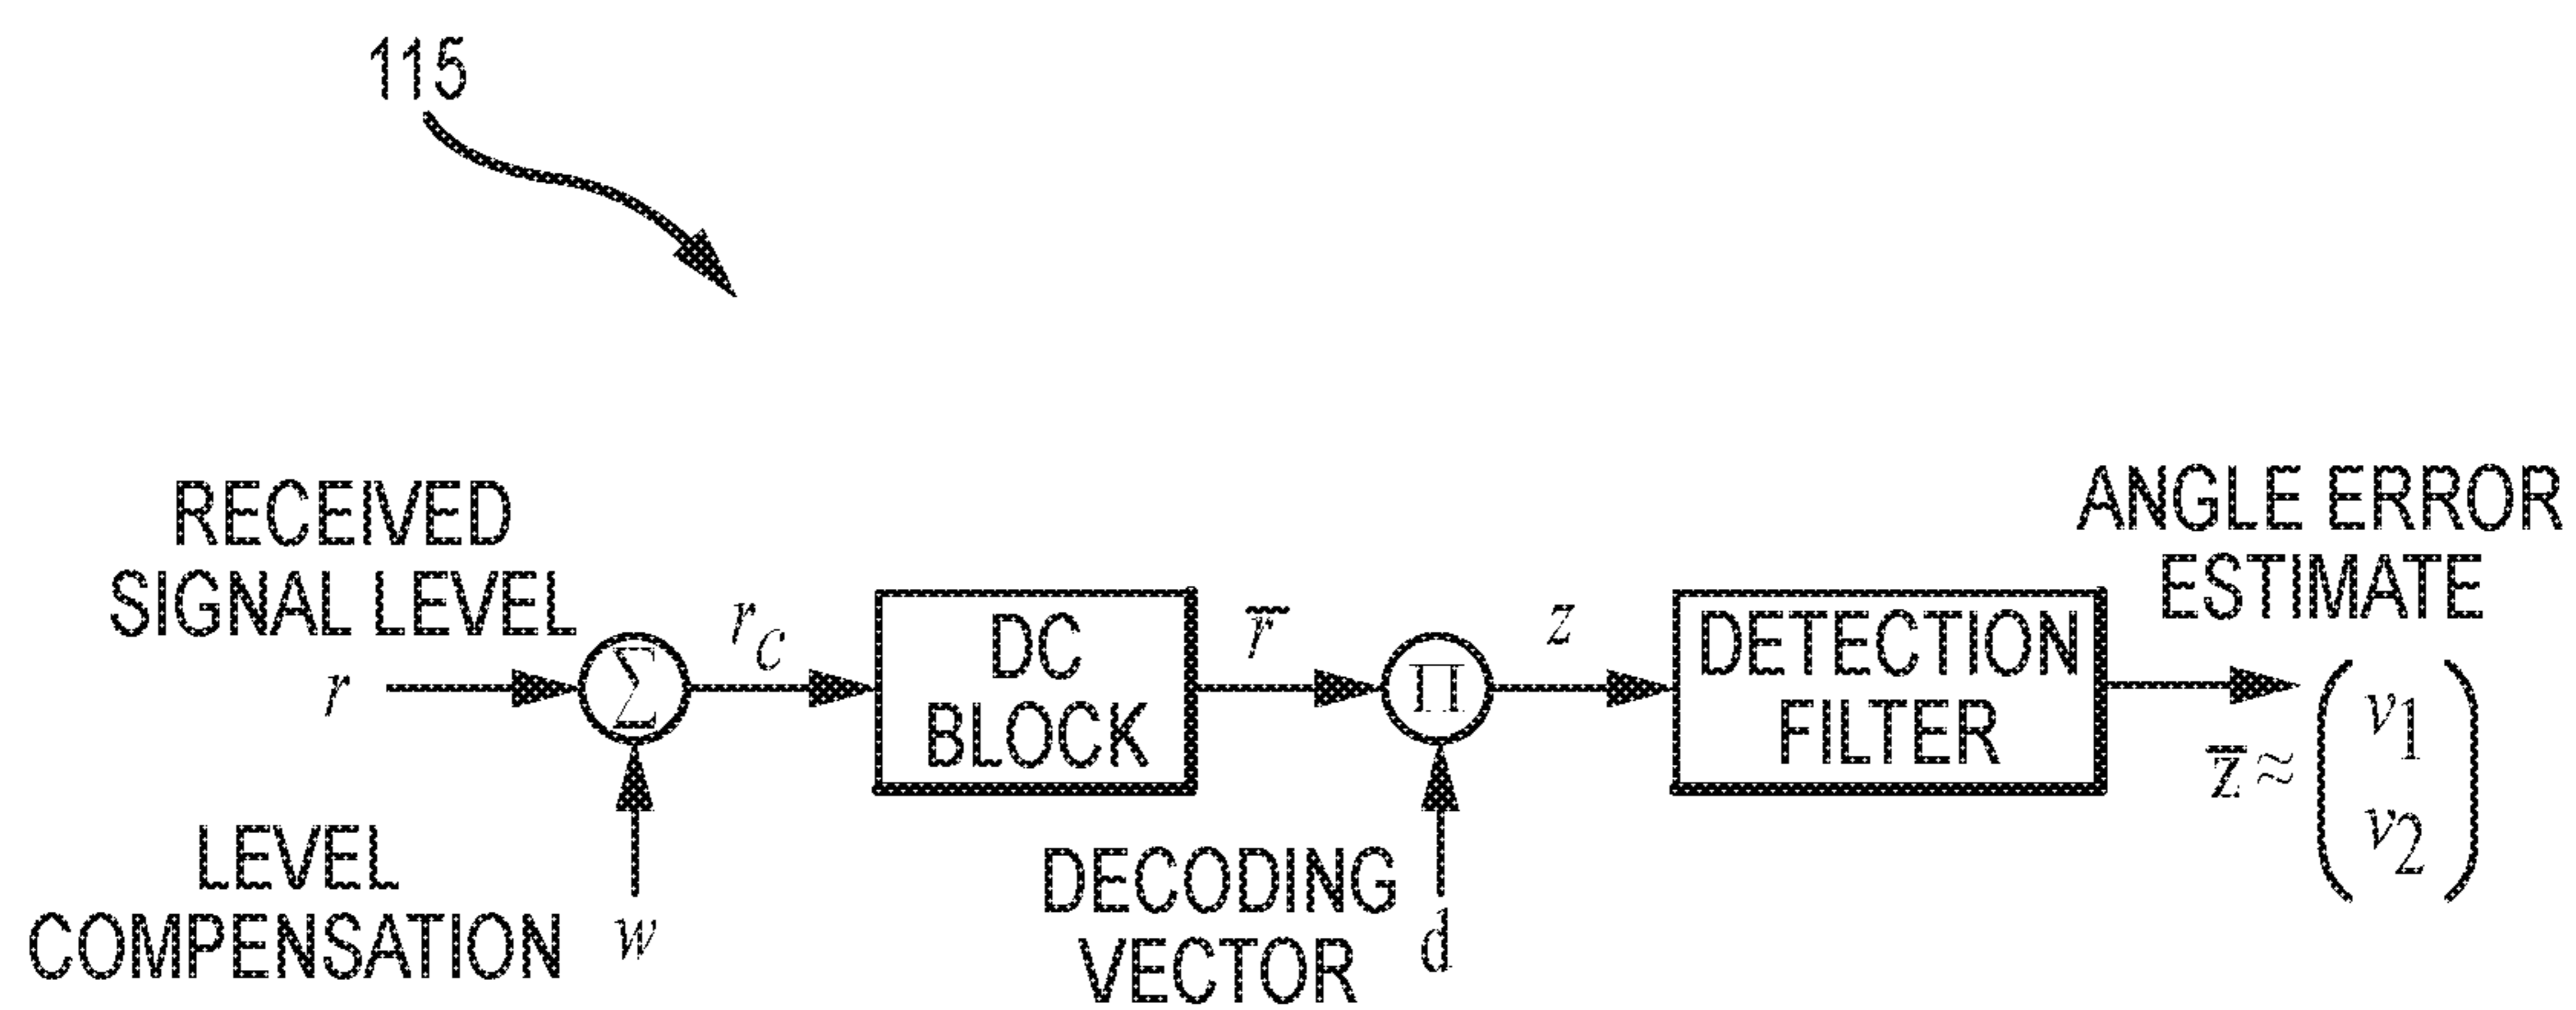 115
RECEIVED
SIGNAL LEVEL
r
Σ
LEVEL
COMPENSATION
w
r_c
DC
BLOCK
r̃
Π
DECODING
VECTOR
d
z
DETECTION
FILTER
ANGLE ERROR
ESTIMATE
z̅ ≈ ( v1
v2 )